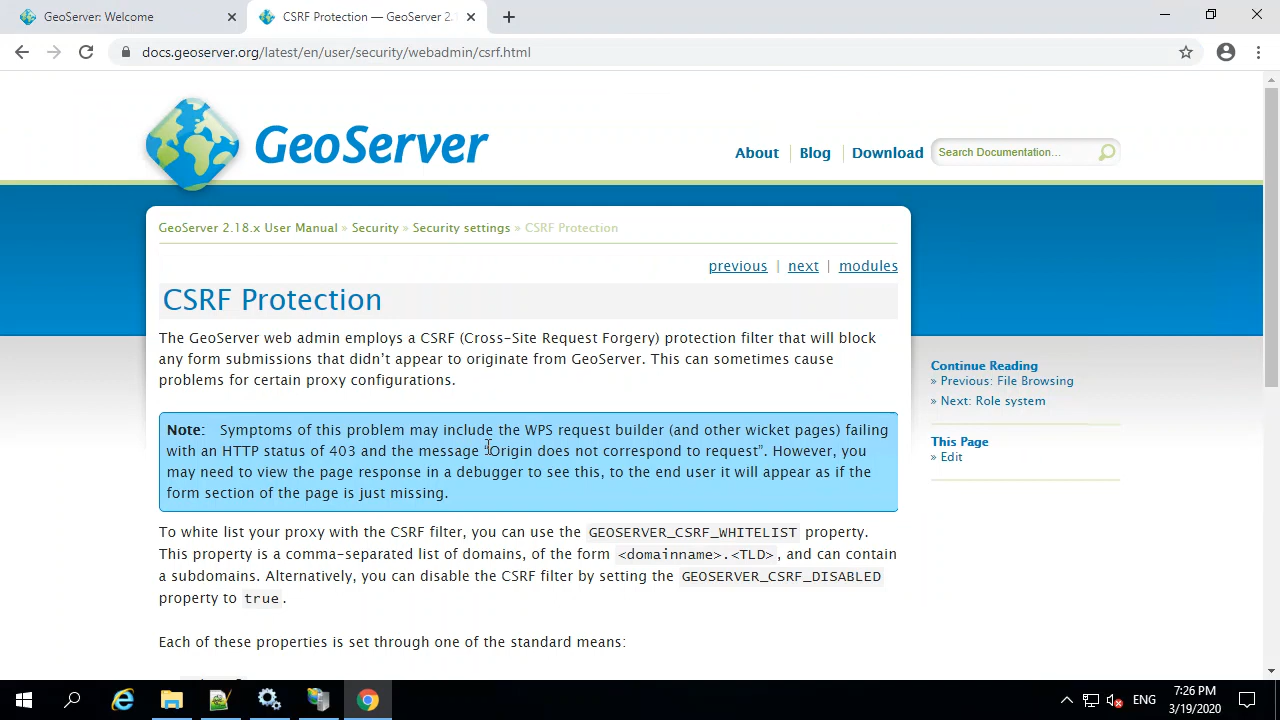 GeoServer: Welcome
CSRF Protection — GeoServer 2.1
docs.geoserver.org/latest/en/user/security/webadmin/csrf.html
GeoServer
About
Blog
Download
Search Documentation...
GeoServer 2.18.x User Manual » Security » Security settings » CSRF Protection
previous | next | modules
CSRF Protection
The GeoServer web admin employs a CSRF (Cross-Site Request Forgery) protection filter that will block
any form submissions that didn’t appear to originate from GeoServer. This can sometimes cause
problems for certain proxy configurations.
Note: Symptoms of this problem may include the WPS request builder (and other wicket pages) failing
with an HTTP status of 403 and the message “Origin does not correspond to request”. However, you
may need to view the page response in a debugger to see this, to the end user it will appear as if the
form section of the page is just missing.
To white list your proxy with the CSRF filter, you can use the GEOSERVER_CSRF_WHITELIST property.
This property is a comma-separated list of domains, of the form <domainname>.<TLD>, and can contain
a subdomains. Alternatively, you can disable the CSRF filter by setting the GEOSERVER_CSRF_DISABLED
property to true.
Each of these properties is set through one of the standard means:
Continue Reading
» Previous: File Browsing
» Next: Role system
This Page
» Edit
ENG
7:26 PM
3/19/2020